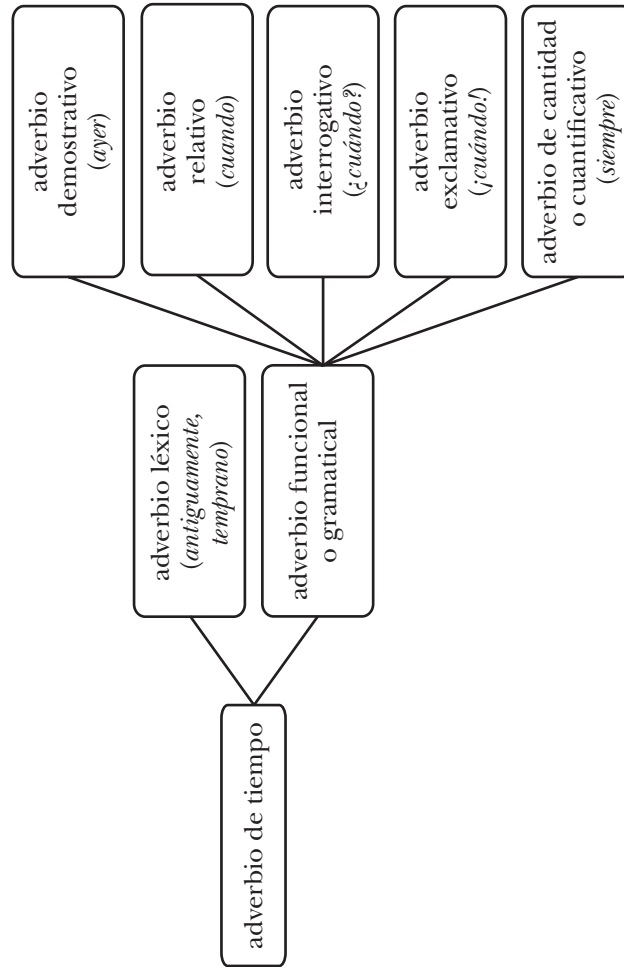 adverbio de tiempo
adverbio léxico
(antiguamente,
temprano)
adverbio funcional
o gramatical
adverbio
demostrativo
(ayer)
adverbio
relativo
(cuando)
adverbio
interrogativo
(¿cuándo?)
adverbio
exclamativo
(¡cuándo!)
adverbio de cantidad
o cuantificativo
(siempre)